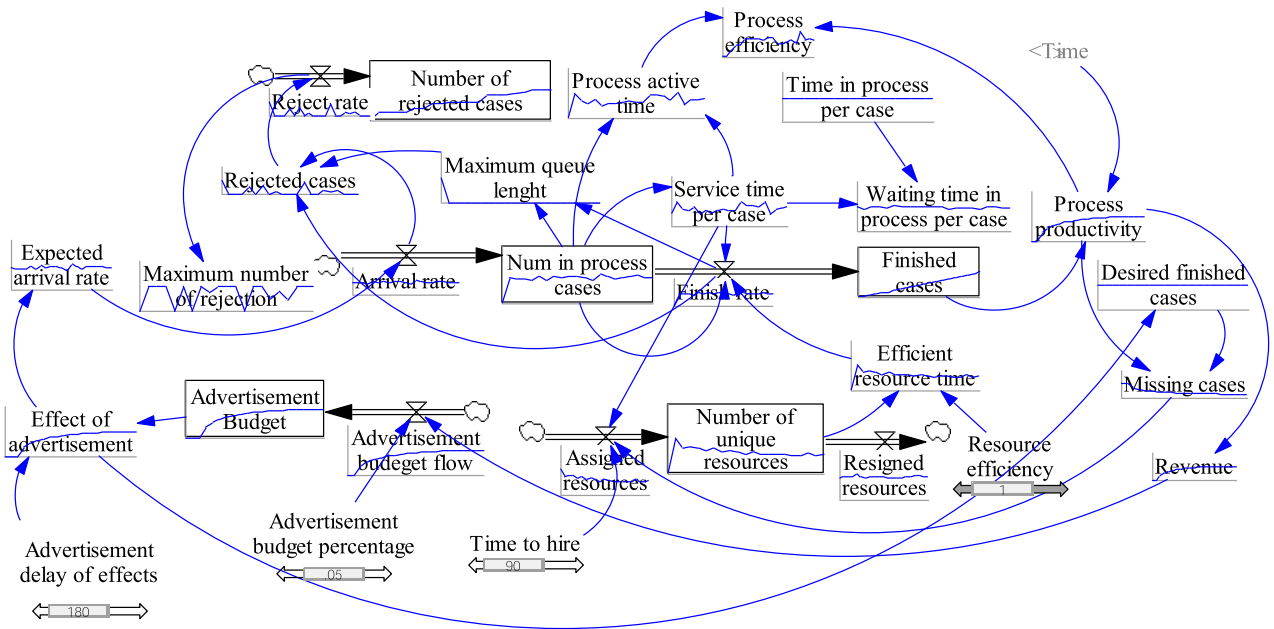 Process
efficiency
<Time
Number of
rejected cases
Process active
time
Time in process
per case
Reject rate
Maximum queue
lenght
Rejected cases
Service time
per case
Waiting time in
process per case
Process
productivity
Expected
arrival rate
Maximum number
of rejection
Arrival rate
Num in process
cases
Finish rate
Finished
cases
Desired finished
cases
Efficient
resource time
Missing cases
Effect of
advertisement
Advertisement
Budget
Advertisement
budeget flow
Number of
unique
resources
Assigned
resources
Resigned
resources
Resource
efficiency
1
Revenue
Advertisement
budget percentage
.05
Time to hire
90
Advertisement
delay of effects
180